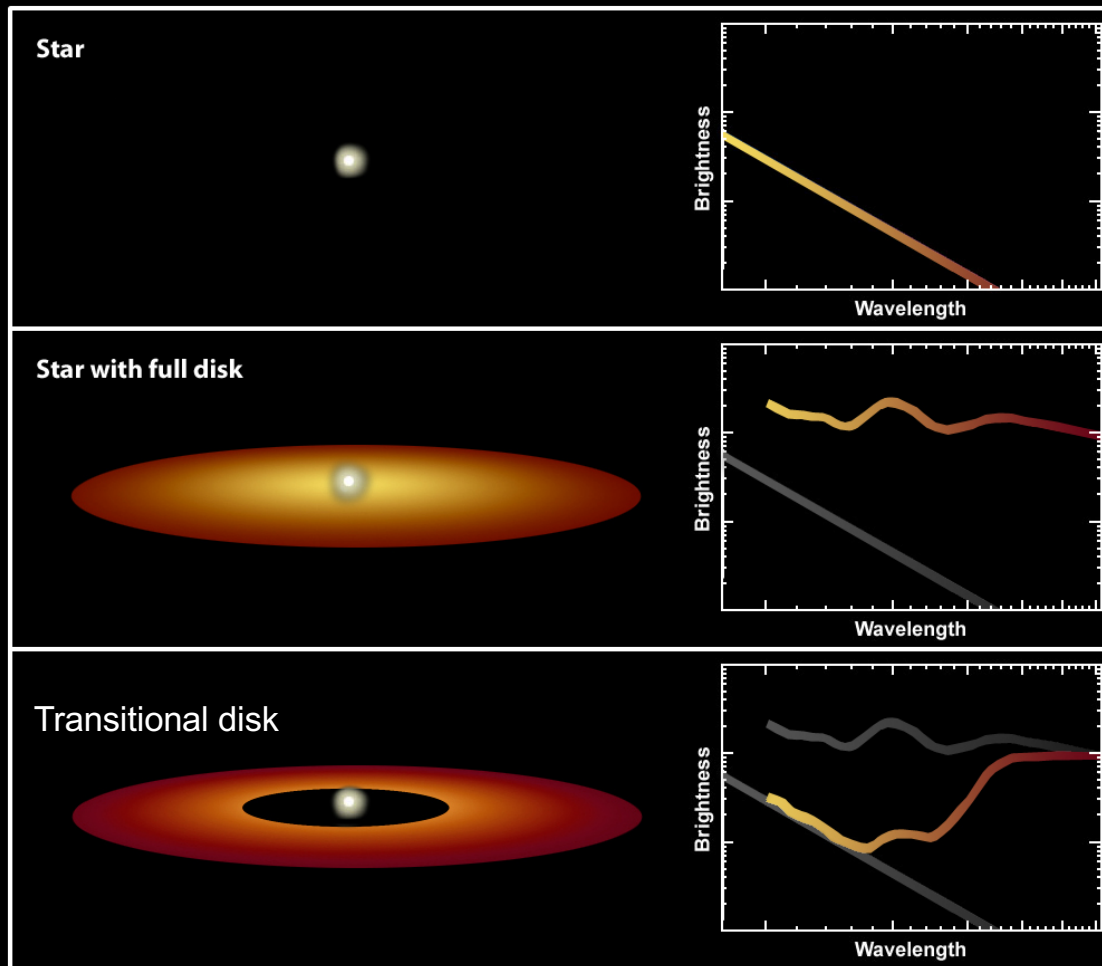 Star
Brightness
Wavelength
Star with full disk
Brightness
Wavelength
Transitional disk
Brightness
Wavelength